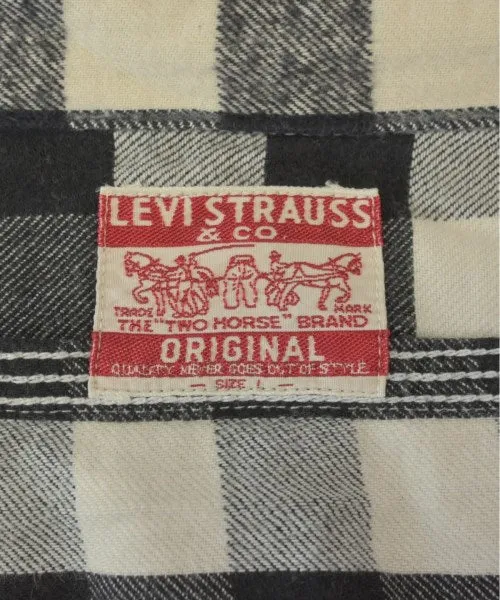 LEVI STRAUSS
& CO
TRADE MARK
THE "TWO HORSE" BRAND
ORIGINAL
QUALITY NEVER GOES OUT OF STYLE
— SIZE L —